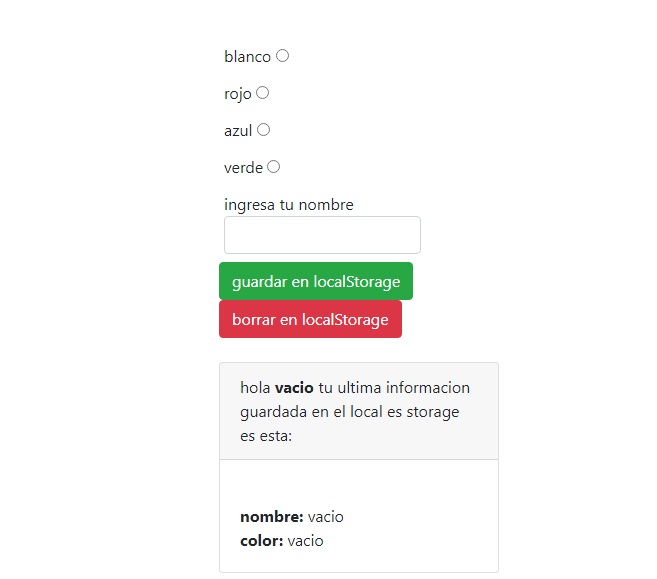 blanco
rojo
azul
verde
ingresa tu nombre
guardar en localStorage
borrar en localStorage
hola vacio tu ultima informacion
guardada en el local es storage
es esta:
nombre: vacio
color: vacio